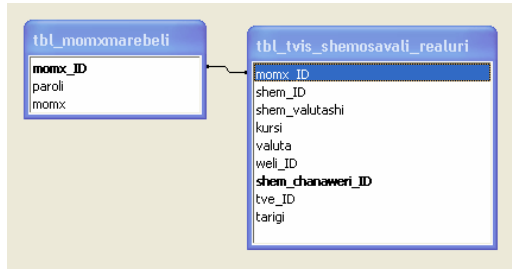 tbl_momxmarebeli
momx_ID
paroli
momx
tbl_tvis_shemosavali_realuri
momx_ID
shem_ID
shem_valutashi
kursi
valuta
weli_ID
shem_chanaweri_ID
tve_ID
tarigi